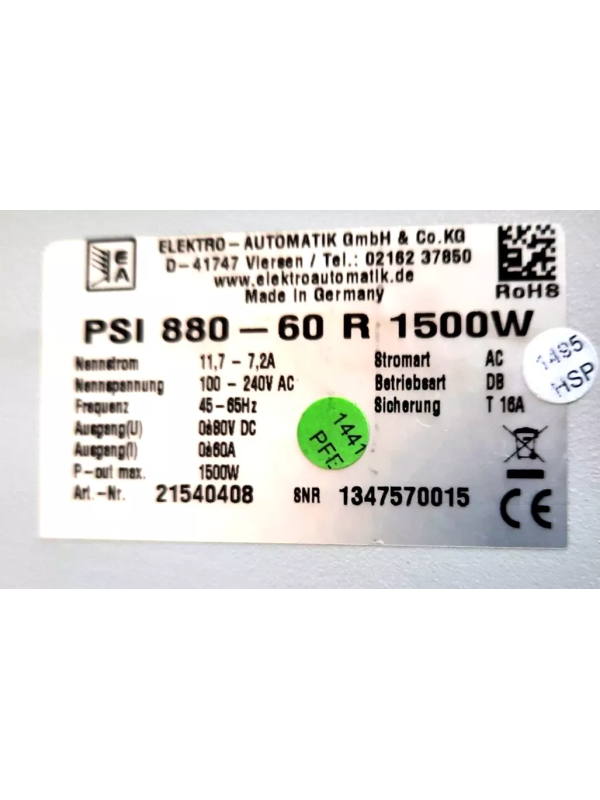 EA
ELEKTRO-AUTOMATIK GmbH & Co.KG
D-41747 Viersen / Tel.: 02162 37850
www.elektroautomatik.de
Made in Germany
RoHS
PSI 880-60 R 1500W
Nennstrom 11,7 - 7,2A Stromart AC
Nennspannung 100 - 240V AC Betriebsart DB
Frequenz 45-65Hz Sicherung T 16A
Ausgang(U) 0à80V DC
Ausgang(I) 0à60A
P-out max. 1500W
Art.-Nr. 21540408 SNR 1347570015
CE
1495
HSP
1441
PFE